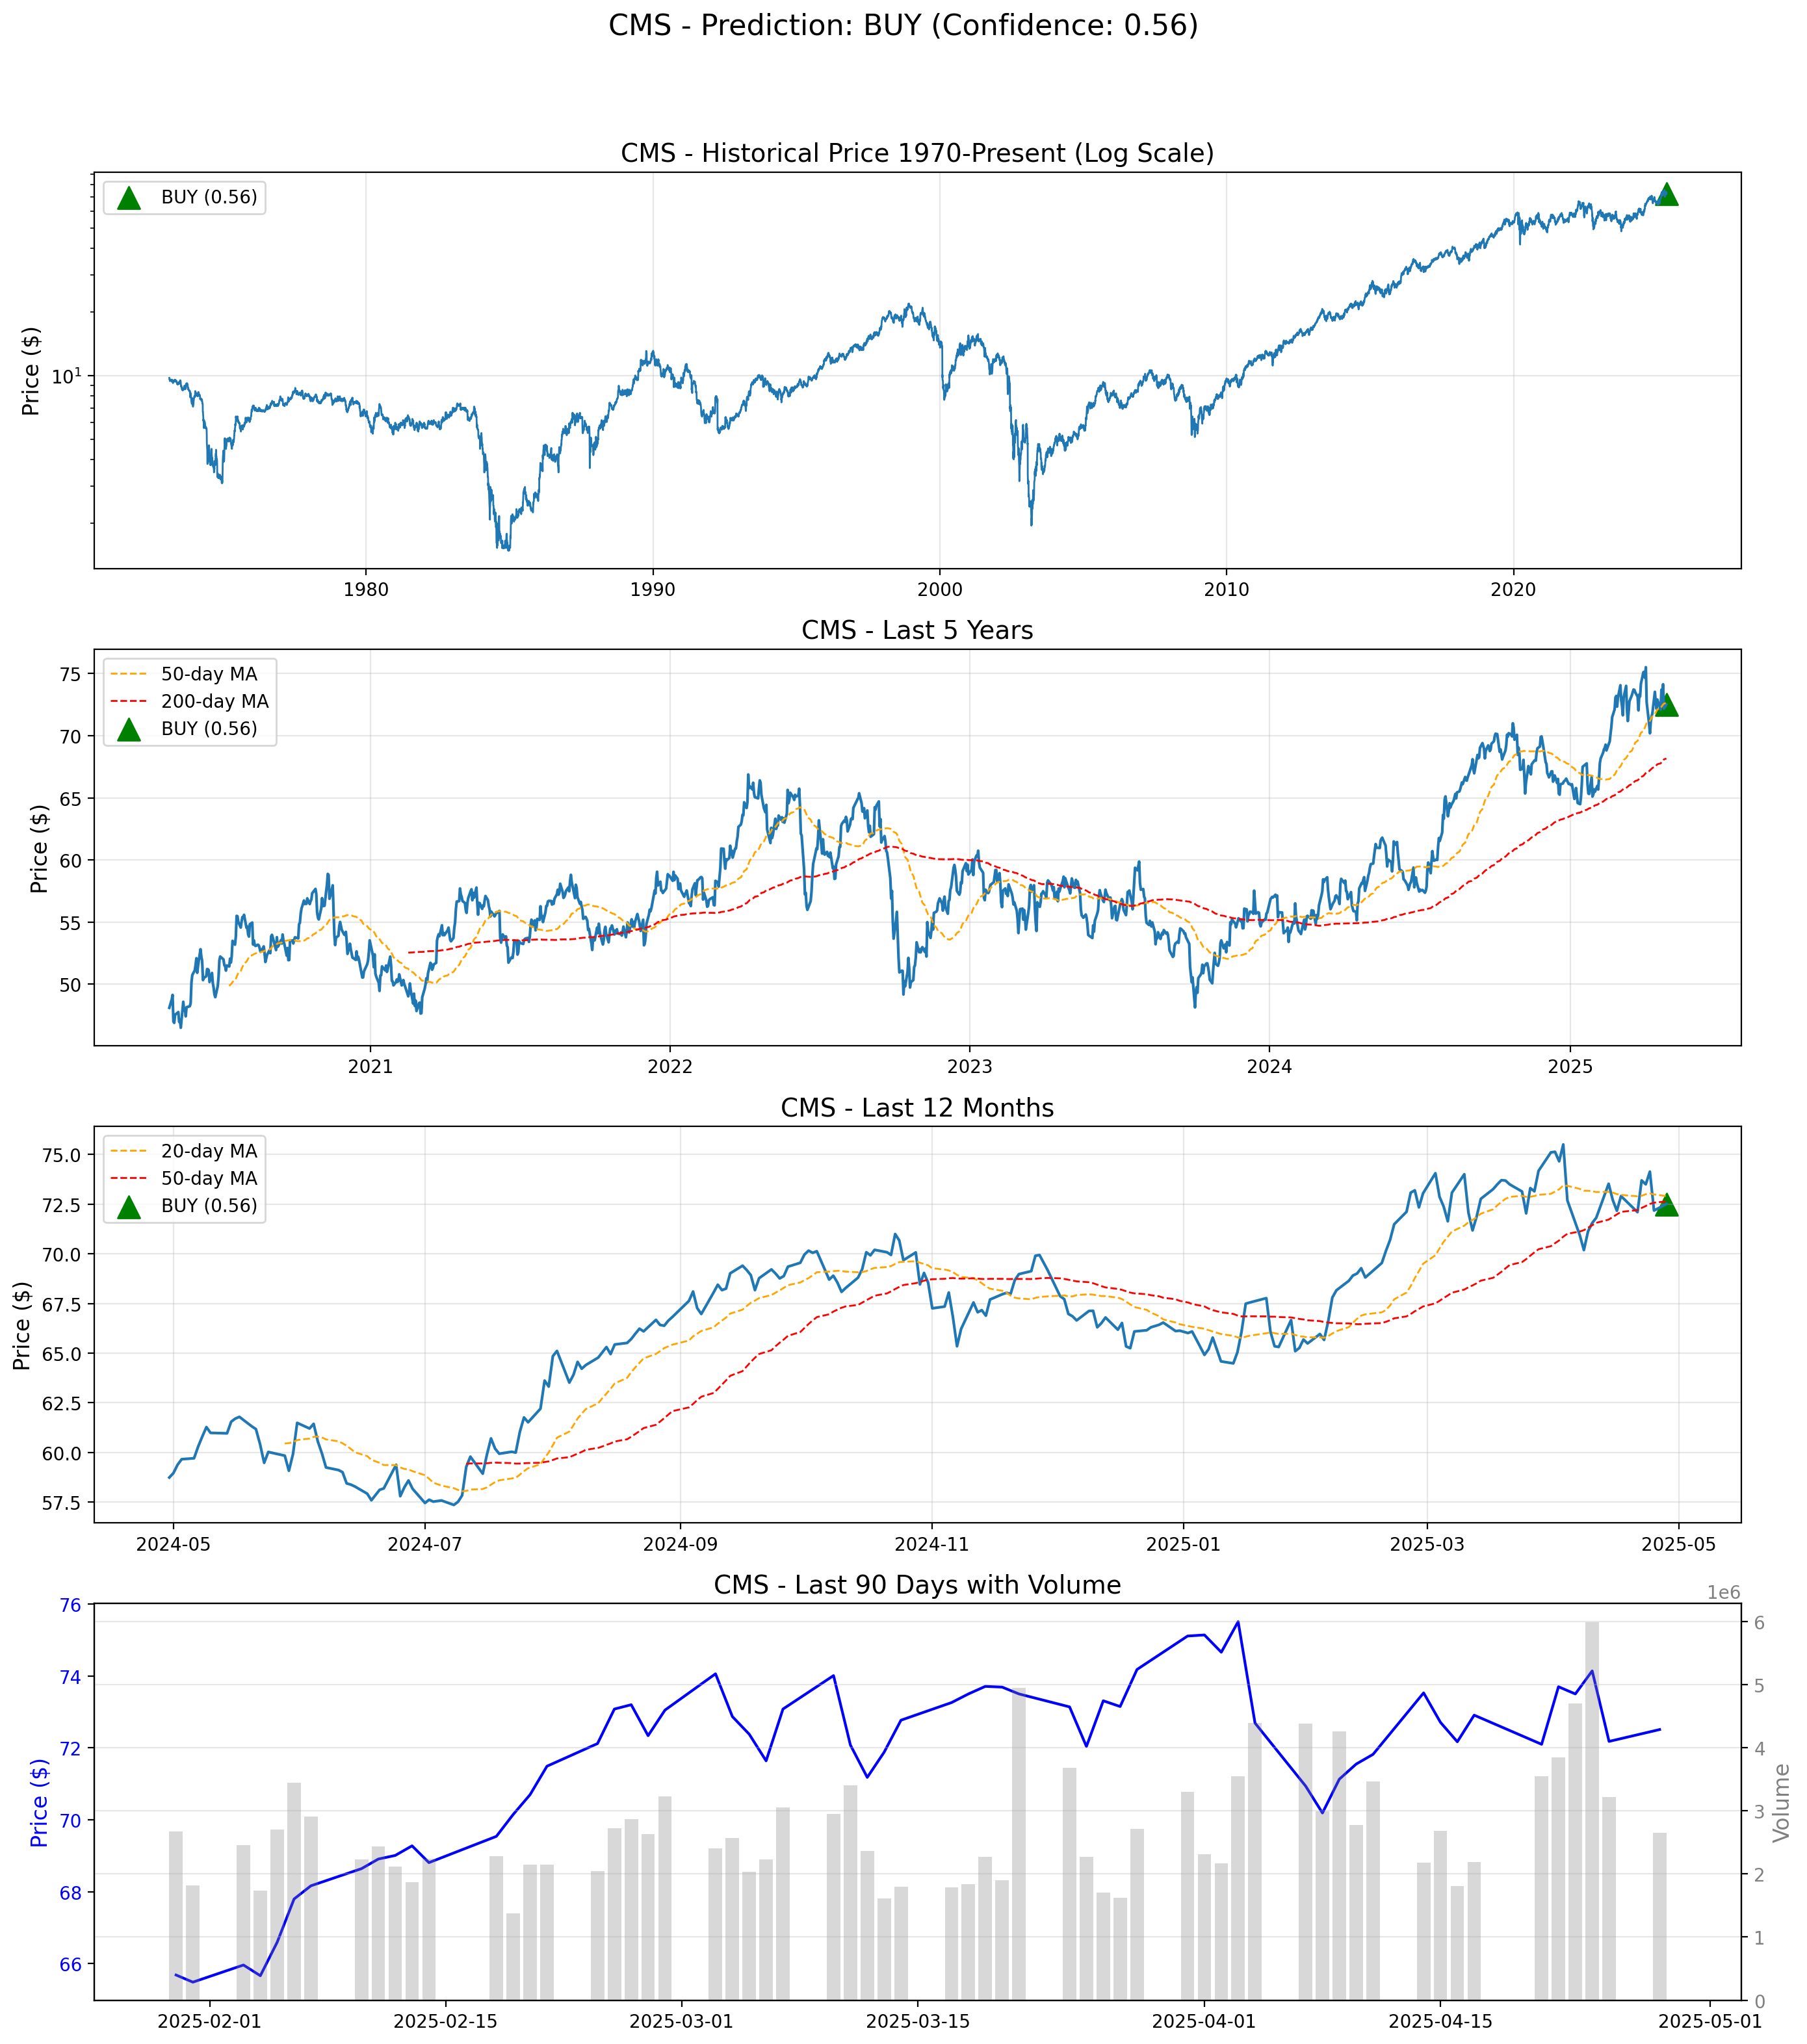 CMS - Prediction: BUY (Confidence: 0.56)
CMS - Historical Price 1970-Present (Log Scale)
BUY (0.56)
Price ($)
10¹
1980 1990 2000 2010 2020
CMS - Last 5 Years
50-day MA
200-day MA
BUY (0.56)
Price ($)
75
70
65
60
55
50
2021 2022 2023 2024 2025
CMS - Last 12 Months
20-day MA
50-day MA
BUY (0.56)
Price ($)
75.0
72.5
70.0
67.5
65.0
62.5
60.0
57.5
2024-05 2024-07 2024-09 2024-11 2025-01 2025-03 2025-05
CMS - Last 90 Days with Volume
1e6
Price ($)
76
74
72
70
68
66
6
5
4
3
2
1
0
Volume
2025-02-01 2025-02-15 2025-03-01 2025-03-15 2025-04-01 2025-04-15 2025-05-01